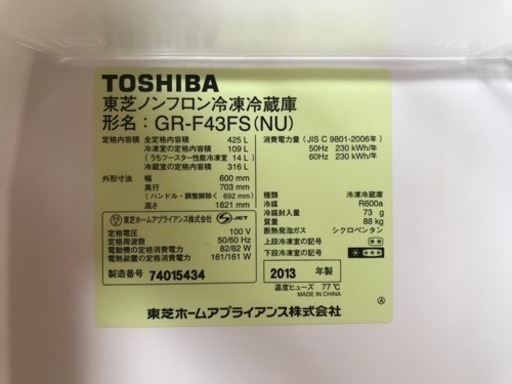 TOSHIBA
東芝ノンフロン冷凍冷蔵庫
形名：GR-F43FS(NU)
定格内容積 全定格内容積 425 L
冷凍室の定格内容積 109 L
(うちツースター性能冷凍室 14 L)
冷蔵室の定格内容積 316 L
外形寸法 幅 600 mm
奥行 703 mm
(ハンドル・調整脚除く 692 mm)
高さ 1821 mm
東芝ホームアプライアンス株式会社 JET
定格電圧 100 V
定格周波数 50/60 Hz
電動機の定格消費電力 82/82 W
電熱装置の定格消費電力 161/161 W
製造番号 74015434
消費電力量 (JIS C 9801-2006年)
50Hz 230 kWh/年
60Hz 230 kWh/年
種類 冷凍冷蔵庫
冷媒 R600a
冷媒封入量 73 g
質量 88 kg
断熱発泡ガス シクロペンタン
上段冷凍室の記号
下段冷凍室の記号
2013 年製
温度ヒューズ 77℃
MADE IN CHINA
Ⓐ
東芝ホームアプライアンス株式会社